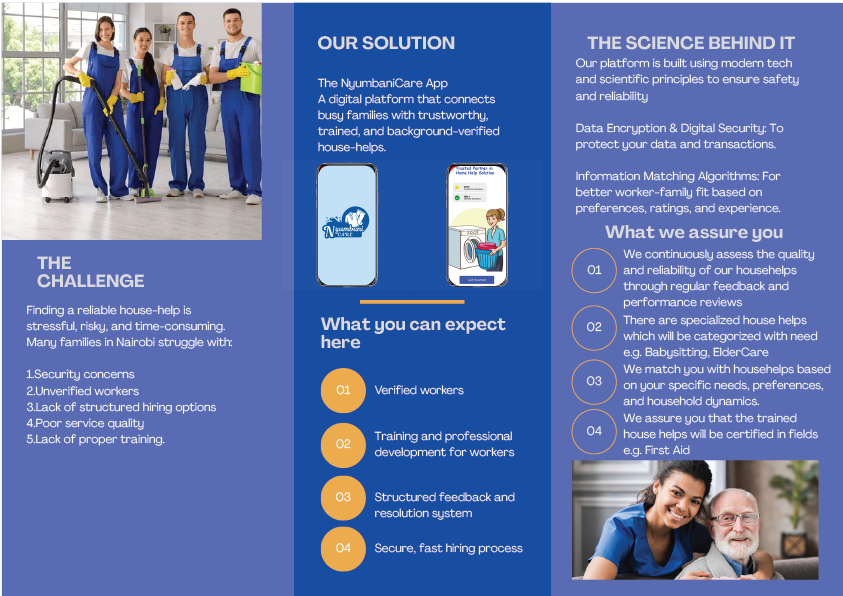 THE
CHALLENGE
Finding a reliable house-help is
stressful, risky, and time-consuming.
Many families in Nairobi struggle with:
1.Security concerns
2.Unverified workers
3.Lack of structured hiring options
4.Poor service quality
5.Lack of proper training.
OUR SOLUTION
The NyumbaniCare App
A digital platform that connects
busy families with trustworthy,
trained, and background-verified
house-helps.
Nyumbani
CARE
Trusted Partner in
Home Help Solution
Get Started
What you can expect
here
01
Verified workers
02
Training and professional
development for workers
03
Structured feedback and
resolution system
04
Secure, fast hiring process
THE SCIENCE BEHIND IT
Our platform is built using modern tech
and scientific principles to ensure safety
and reliability
Data Encryption & Digital Security: To
protect your data and transactions.
Information Matching Algorithms: For
better worker-family fit based on
preferences, ratings, and experience.
What we assure you
01
We continuously assess the quality
and reliability of our househelps
through regular feedback and
performance reviews
02
There are specialized house helps
which will be categorized with need
e.g. Babysitting, ElderCare
03
We match you with househelps based
on your specific needs, preferences,
and household dynamics.
04
We assure you that the trained
house helps will be certified in fields
e.g. First Aid